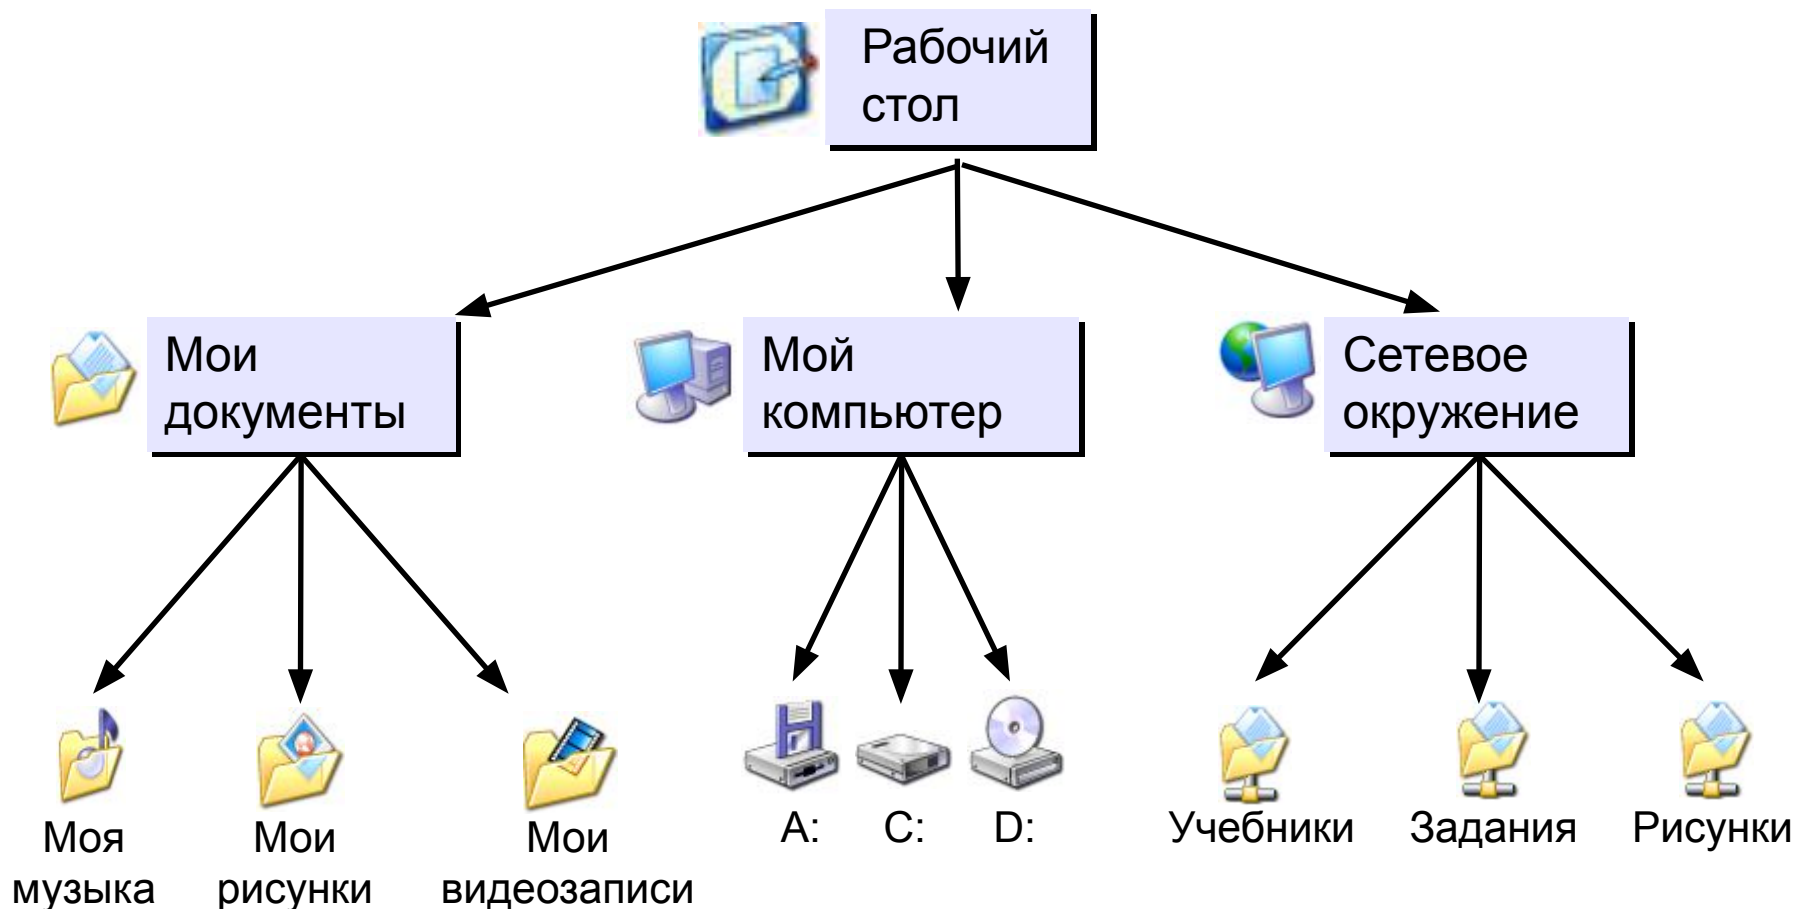 Рабочий
стол
Мои
документы
Мой
компьютер
Сетевое
окружение
Моя
музыка
Мои
рисунки
Мои
видеозаписи
A:
C:
D:
Учебники
Задания
Рисунки